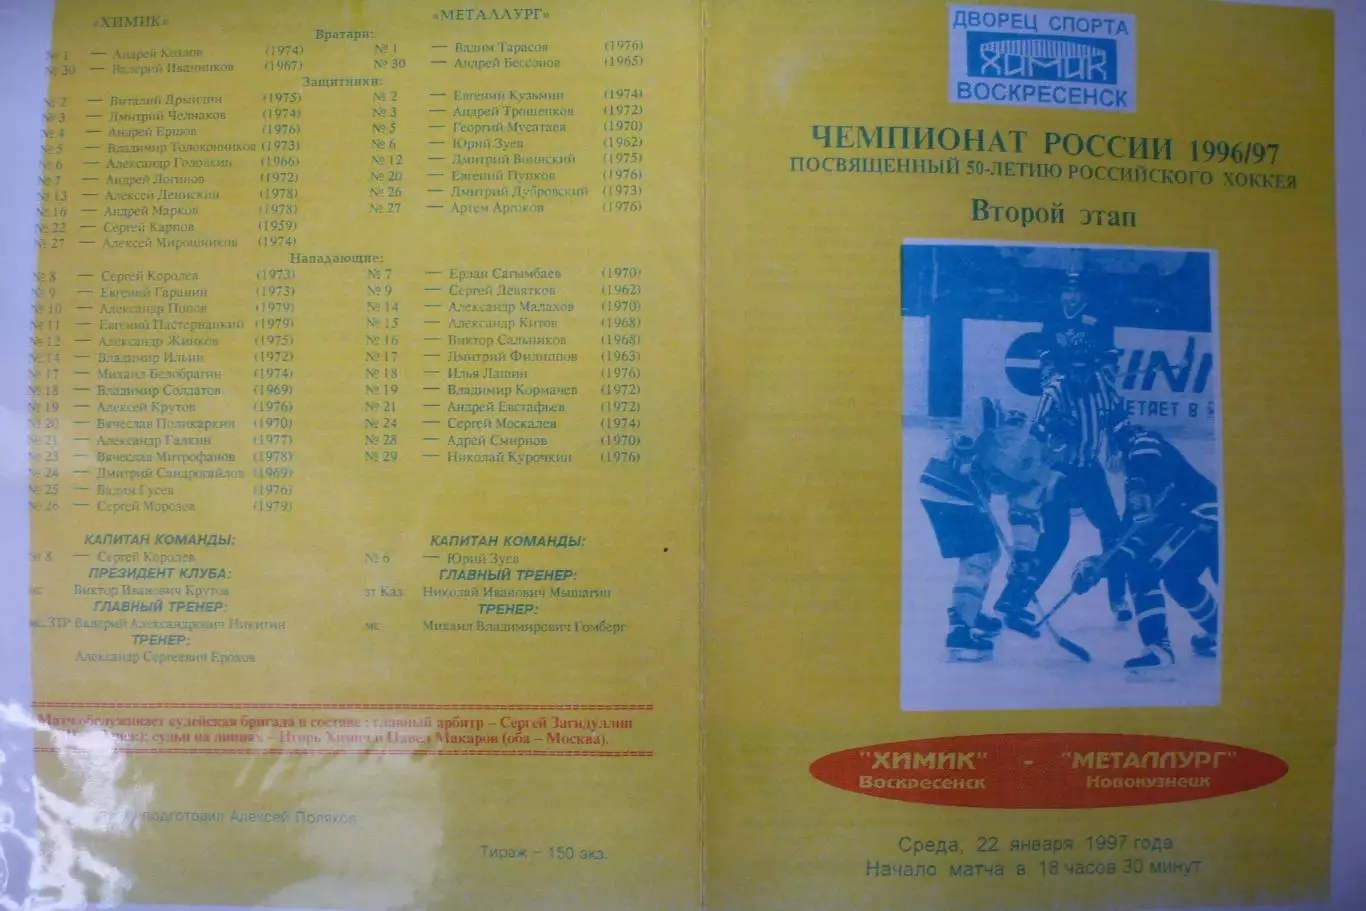 «ХИМИК» «МЕТАЛЛУРГ»
Вратари:
№ 1 — Андрей Козлов (1974) № 1 — Вадим Тарасов (1976)
№ 30 — Валерий Иванников (1967) № 30 — Андрей Бессонов (1965)
Защитники:
№ 2 — Виталий Дрындин (1975) № 2 — Евгений Кузьмин (1974)
№ 3 — Дмитрий Челнаков (1974) № 3 — Андрей Трошенков (1972)
№ 4 — Андрей Ершов (1976) № 5 — Георгий Мусатаев (1970)
№ 5 — Владимир Толоконников (1973) № 6 — Юрий Зуев (1962)
№ 6 — Александр Головкин (1966) № 12 — Дмитрий Воинский (1975)
№ 7 — Андрей Логинов (1972) № 20 — Евгений Пупков (1976)
№ 13 — Алексей Денискин (1978) № 26 — Дмитрий Дубровский (1973)
№ 16 — Андрей Марков (1978) № 27 — Артем Аргоков (1976)
№ 22 — Сергей Карпов (1959)
№ 27 — Алексей Мирошников (1974)
Нападающие:
№ 8 — Сергей Королев (1973) № 7 — Ерлан Сагымбаев (1970)
№ 9 — Евгений Гаранин (1973) № 9 — Сергей Девятков (1962)
№ 10 — Александр Попов (1979) № 14 — Александр Малахов (1970)
№ 11 — Евгений Пастернацкий (1979) № 15 — Александр Китов (1968)
№ 12 — Александр Жинков (1975) № 16 — Виктор Сальников (1968)
№ 14 — Владимир Ильин (1972) № 17 — Дмитрий Филиппов (1963)
№ 17 — Михаил Белобрагин (1974) № 18 — Илья Лашин (1976)
№ 18 — Владимир Солдатов (1969) № 19 — Владимир Кормачев (1972)
№ 19 — Алексей Крутов (1976) № 21 — Андрей Евстафьев (1972)
№ 20 — Вячеслав Поликаркин (1970) № 24 — Сергей Москалев (1974)
№ 21 — Александр Галкин (1977) № 28 — Адрей Смирнов (1970)
№ 23 — Вячеслав Митрофанов (1978) № 29 — Николай Курочкин (1976)
№ 24 — Дмитрий Сандрогайлов (1969)
№ 25 — Вадим Гусев (1976)
№ 26 — Сергей Морозов (1979)
КАПИТАН КОМАНДЫ: КАПИТАН КОМАНДЫ:
№ 8 — Сергей Королев № 6 — Юрий Зуев
ПРЕЗИДЕНТ КЛУБА: ГЛАВНЫЙ ТРЕНЕР:
мс Виктор Иванович Крутов зт Каз. Николай Иванович Мышагин
ГЛАВНЫЙ ТРЕНЕР: ТРЕНЕР:
мс, ЗТР Валерий Александрович Никитин мс Михаил Владимирович Гомберг
ТРЕНЕР:
Александр Сергеевич Ерохов
Матч обслуживает судейская бригада в составе: главный арбитр – Сергей Загидуллин
судьи на линиях – Игорь и Павел Макаров (оба – Москва).
подготовил Алексей Поляков
Тираж – 150 экз.
ДВОРЕЦ СПОРТА
ХИМИК
ВОСКРЕСЕНСК
ЧЕМПИОНАТ РОССИИ 1996/97
ПОСВЯЩЕННЫЙ 50-ЛЕТИЮ РОССИЙСКОГО ХОККЕЯ
Второй этап
INN
ЕТАЕТ В
"ХИМИК" - "МЕТАЛЛУРГ"
Воскресенск Новокузнецк
Среда, 22 января 1997 года
Начало матча в 18 часов 30 минут